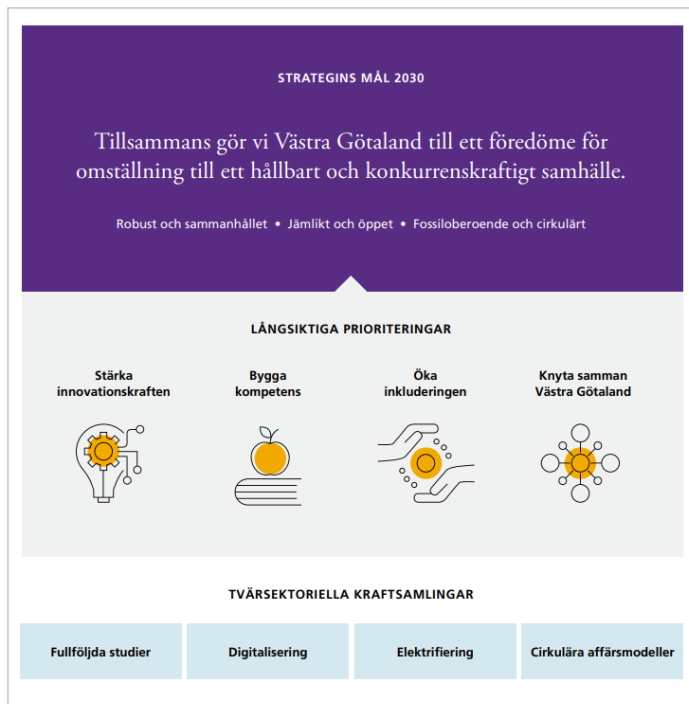 STRATEGINS MÅL 2030
Tillsammans gör vi Västra Götaland till ett föredöme för
omställning till ett hållbart och konkurrenskraftigt samhälle.
Robust och sammanhållet • Jämlikt och öppet • Fossiloberoende och cirkulärt
LÅNGSIKTIGA PRIORITERINGAR
Stärka
innovationskraften
Bygga
kompetens
Öka
inkluderingen
Knyta samman
Västra Götaland
TVÄRSEKTORIELLA KRAFTSAMLINGAR
Fullföljda studier
Digitalisering
Elektrifiering
Cirkulära affärsmodeller